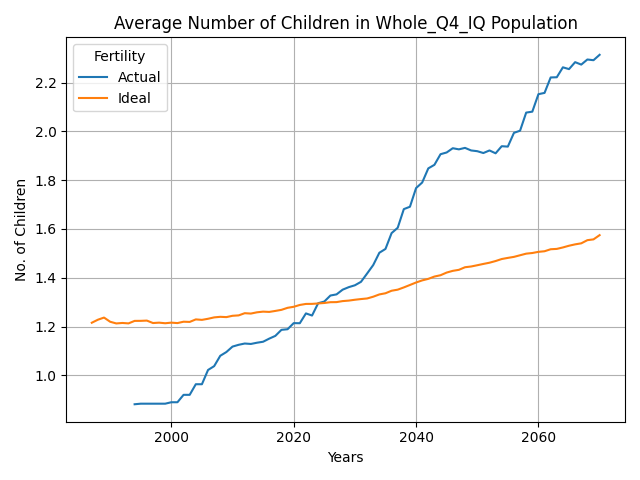 Average Number of Children in Whole_Q4_IQ Population
Fertility
Actual
Ideal
No. of Children
2.2
2.0
1.8
1.6
1.4
1.2
1.0
2000
2020
2040
2060
Years